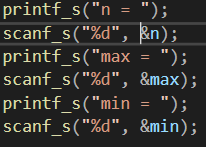 printf_s("n = ");
scanf_s("%d", &n);
printf_s("max = ");
scanf_s("%d", &max);
printf_s("min = ");
scanf_s("%d", &min);